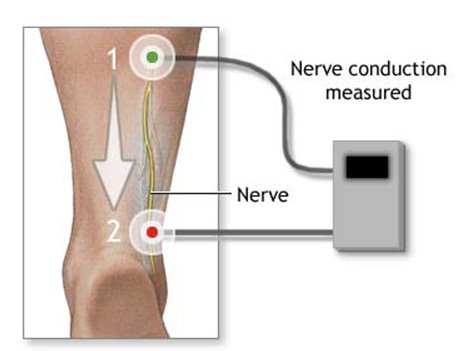 1
Nerve conduction
measured
Nerve
2